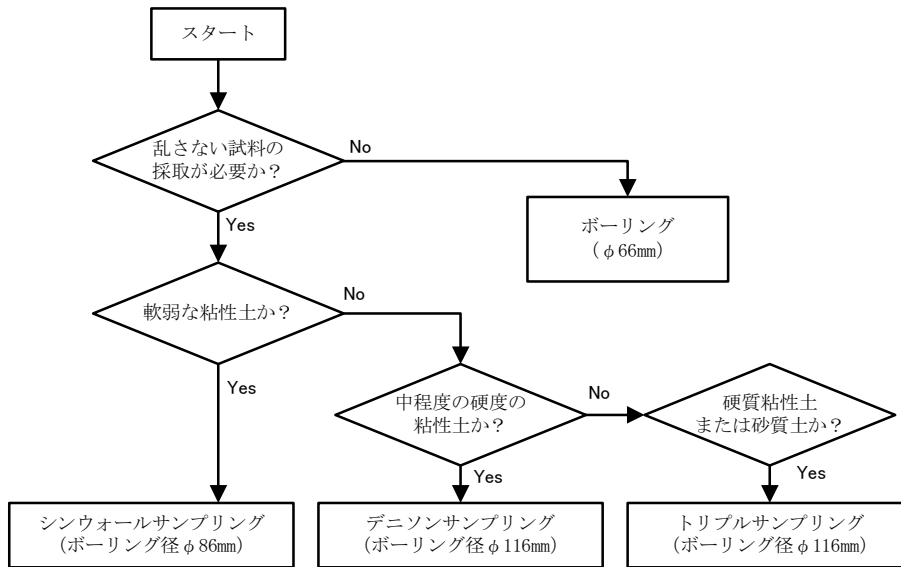 スタート
乱さない試料の
採取が必要か？
No
Yes
ボーリング
（φ66㎜）
軟弱な粘性土か？
No
Yes
中程度の硬度の
粘性土か？
No
硬質粘性土
または砂質土か？
Yes
Yes
シンウォールサンプリング
（ボーリング径φ86㎜）
デニソンサンプリング
（ボーリング径φ116㎜）
トリプルサンプリング
（ボーリング径φ116㎜）